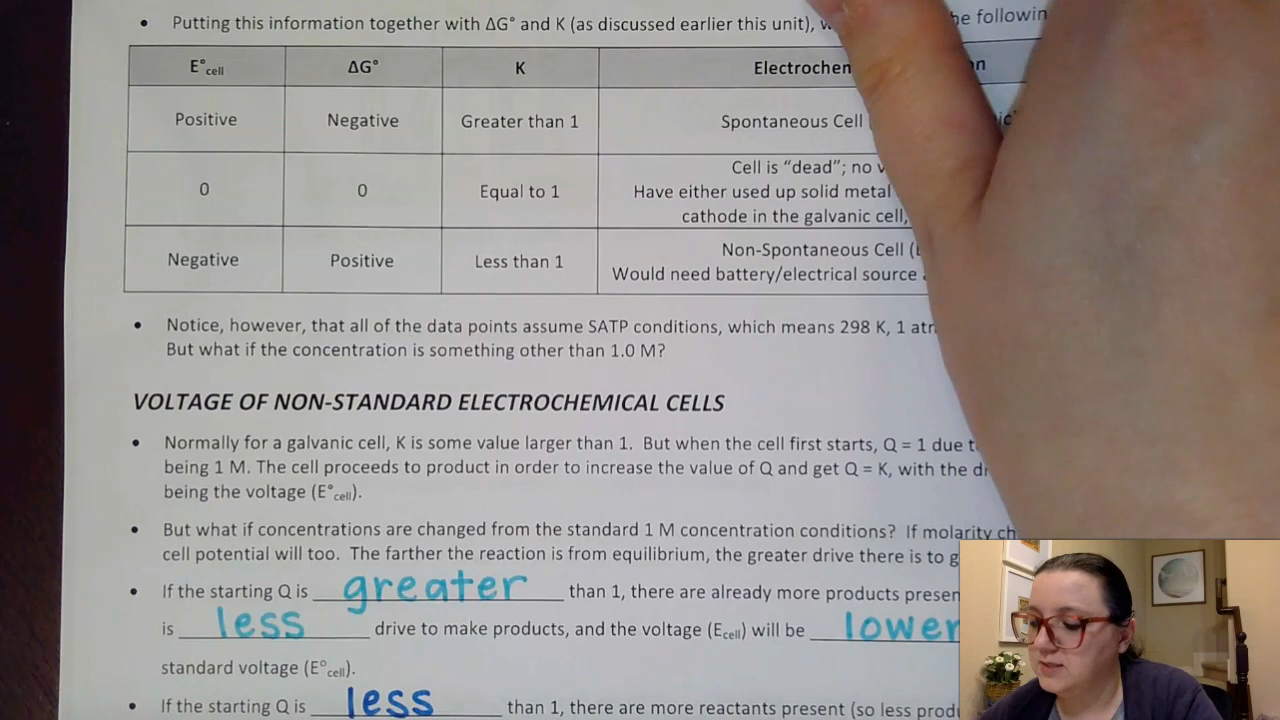 • Putting this information together with ΔG° and K (as discussed earlier this unit), he followin
E°cell ΔG° K Electrochen on
Positive Negative Greater than 1 Spontaneous Cell
Cell is “dead”; no
0 0 Equal to 1 Have either used up solid metal
cathode in the galvanic cell,
Negative Positive Less than 1 Non-Spontaneous Cell
Would need battery/electrical source
• Notice, however, that all of the data points assume SATP conditions, which means 298 K, 1 atm
But what if the concentration is something other than 1.0 M?
VOLTAGE OF NON-STANDARD ELECTROCHEMICAL CELLS
• Normally for a galvanic cell, K is some value larger than 1. But when the cell first starts, Q = 1 due t
being 1 M. The cell proceeds to product in order to increase the value of Q and get Q = K, with the dr
being the voltage (E°cell).
• But what if concentrations are changed from the standard 1 M concentration conditions? If molarity ch
cell potential will too. The farther the reaction is from equilibrium, the greater drive there is to g
• If the starting Q is greater than 1, there are already more products presen
is less drive to make products, and the voltage (Ecell) will be lower
standard voltage (E°cell).
• If the starting Q is less than 1, there are more reactants present (so less produ